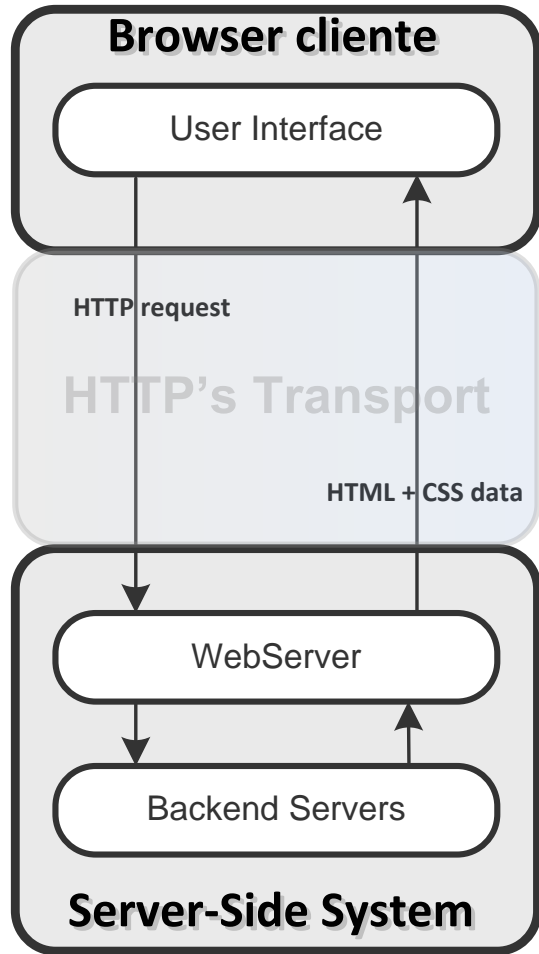 Browser cliente
User Interface
HTTP request
HTTP's Transport
HTML + CSS data
WebServer
Backend Servers
Server-Side System